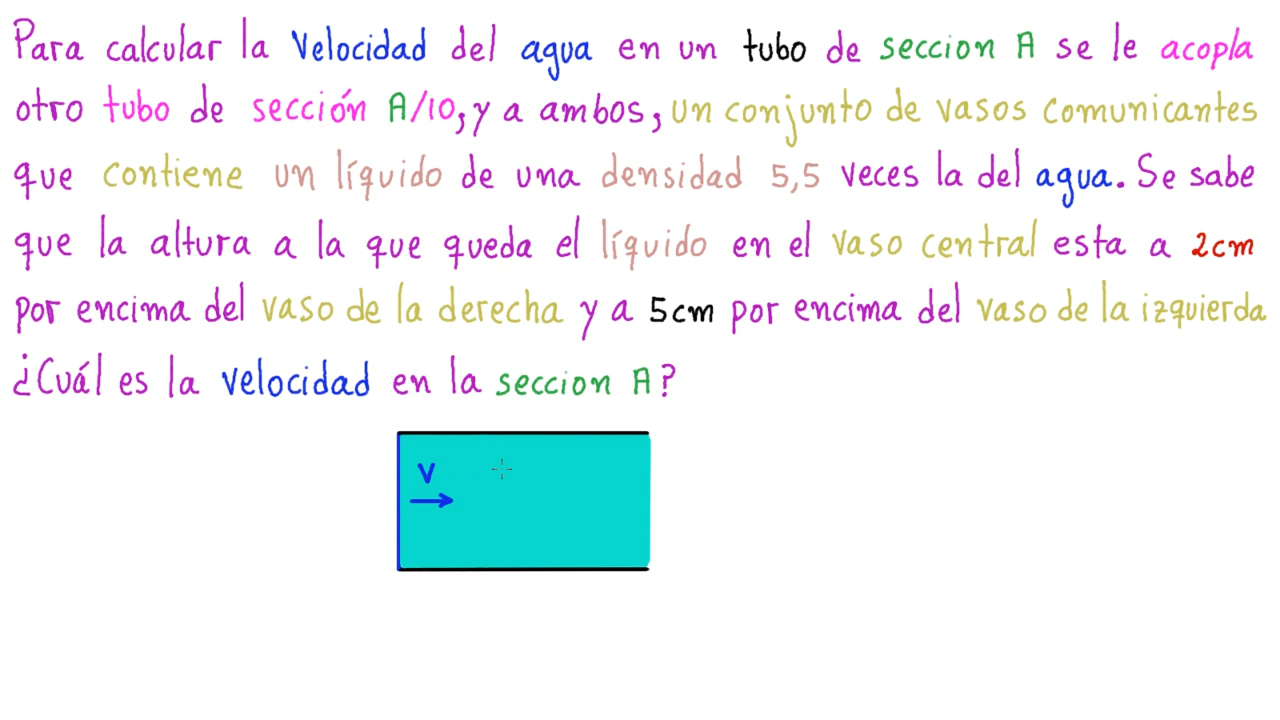 Para calcular la velocidad del agua en un tubo de seccion A se le acopla
otro tubo de sección A/10, y a ambos, un conjunto de vasos comunicantes
que contiene un líquido de una densidad 5,5 veces la del agua. Se sabe
que la altura a la que queda el líquido en el vaso central esta a 2cm
por encima del vaso de la derecha y a 5cm por encima del vaso de la izquierda
¿Cuál es la velocidad en la seccion A?
v